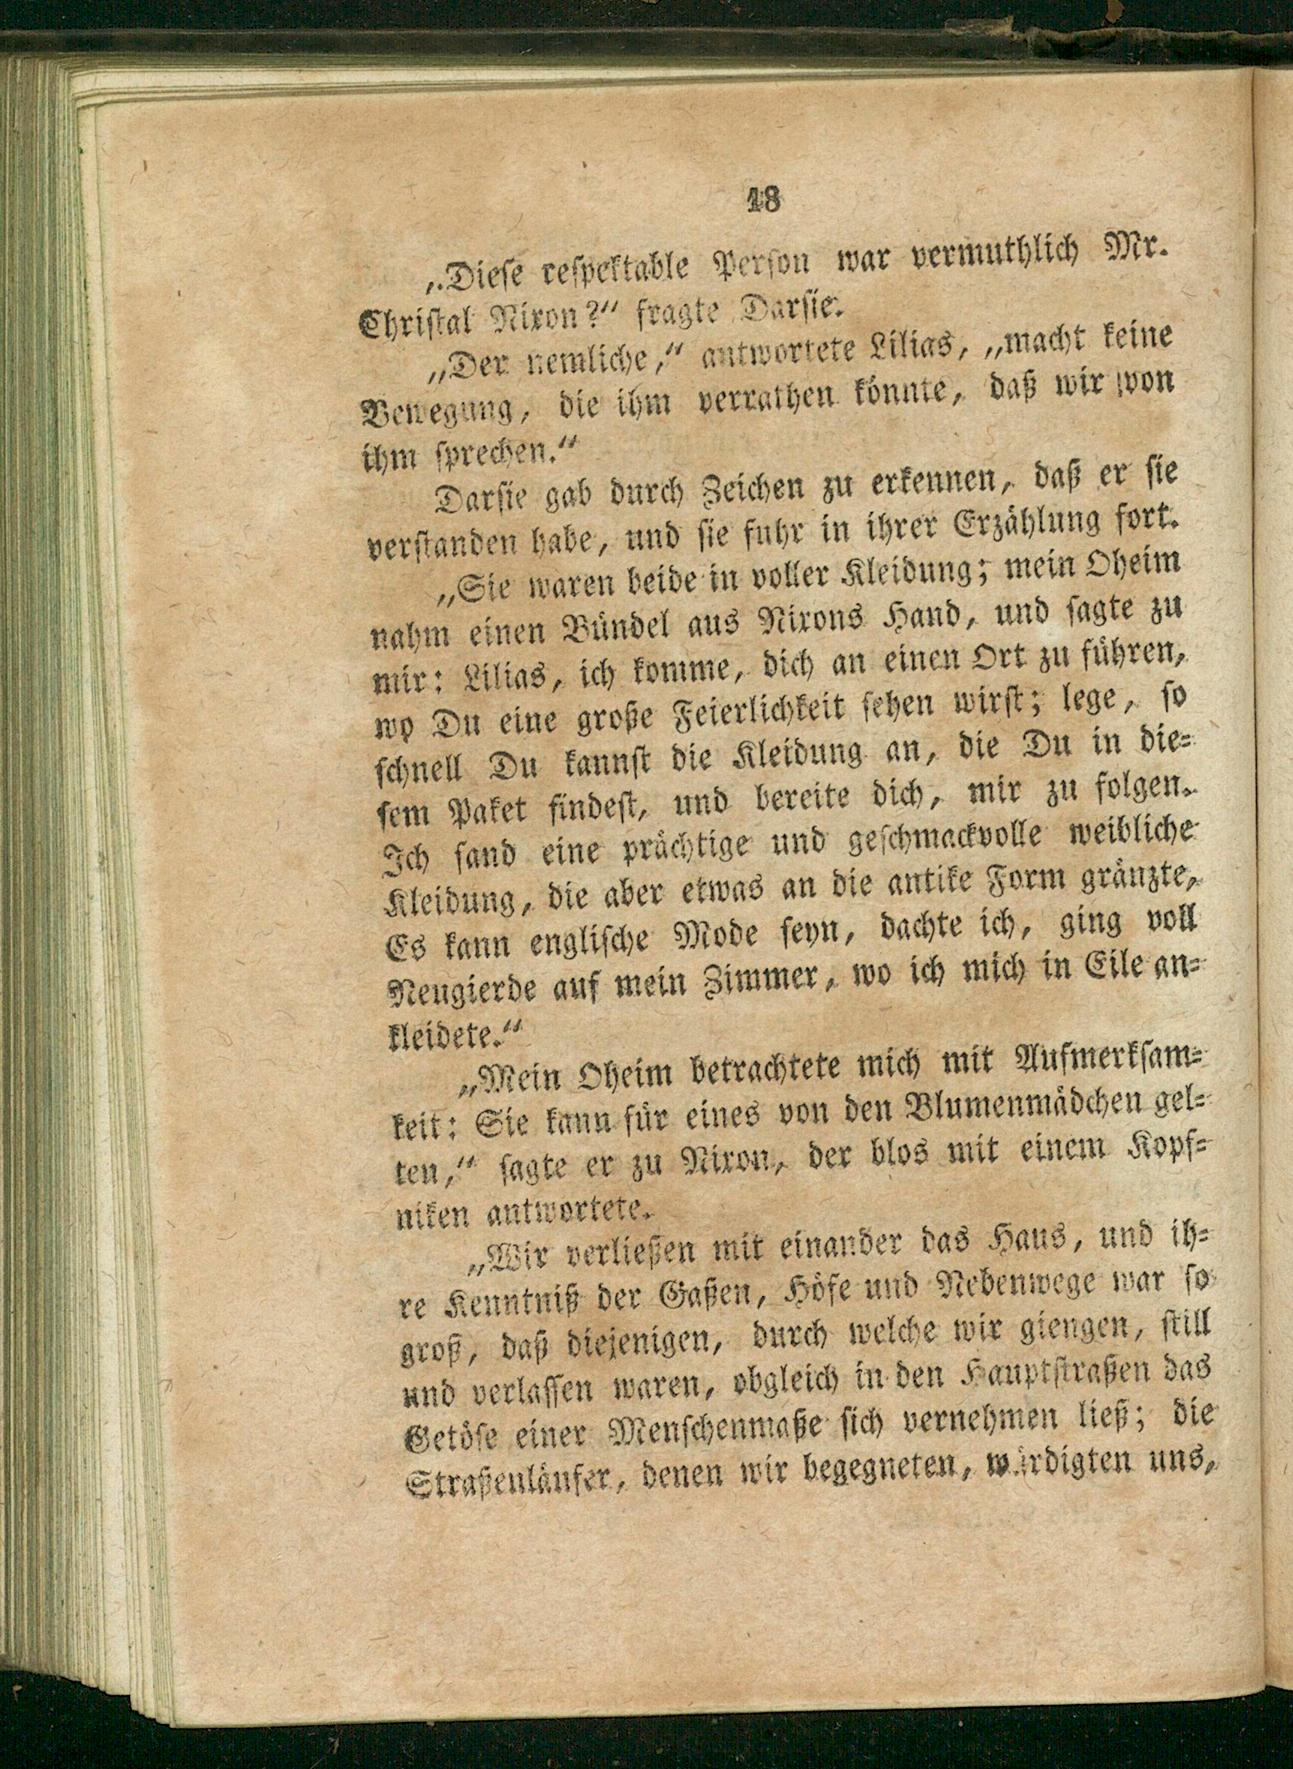 18
„Diese respektable Person war vermuthlich Mr.
Christal Nixon?“ fragte Darsie.
„Der nemliche,“ antwortete Lilias, „macht keine
Bewegung, die ihm verrathen könnte, daß wir von
ihm sprechen.“
Darsie gab durch Zeichen zu erkennen, daß er sie
verstanden habe, und sie fuhr in ihrer Erzählung fort.
„Sie waren beide in voller Kleidung; mein Oheim
nahm einen Bündel aus Nixons Hand, und sagte zu
mir: Lilias, ich komme, dich an einen Ort zu führen,
wo Du eine große Feierlichkeit sehen wirst; lege, so
schnell Du kannst die Kleidung an, die Du in die-
sem Paket findest, und bereite dich, mir zu folgen.
Ich fand eine prächtige und geschmackvolle weibliche
Kleidung, die aber etwas an die antike Form gränzte,
Es kann englische Mode seyn, dachte ich, ging voll
Neugierde auf mein Zimmer, wo ich mich in Eile an-
kleidete.“
„Mein Oheim betrachtete mich mit Aufmerksam-
keit: Sie kann für eines von den Blumenmädchen gel-
ten,“ sagte er zu Nixon, der blos mit einem Kopf-
niken antwortete.
„Wir verließen mit einander das Haus, und ih-
re Kenntniß der Gaßen, Höfe und Nebenwege war so
groß, daß diejenigen, durch welche wir giengen, still
und verlassen waren, obgleich in den Hauptstraßen das
Getöse einer Menschenmaße sich vernehmen ließ; die
Straßenläufer, denen wir begegneten, würdigten uns,